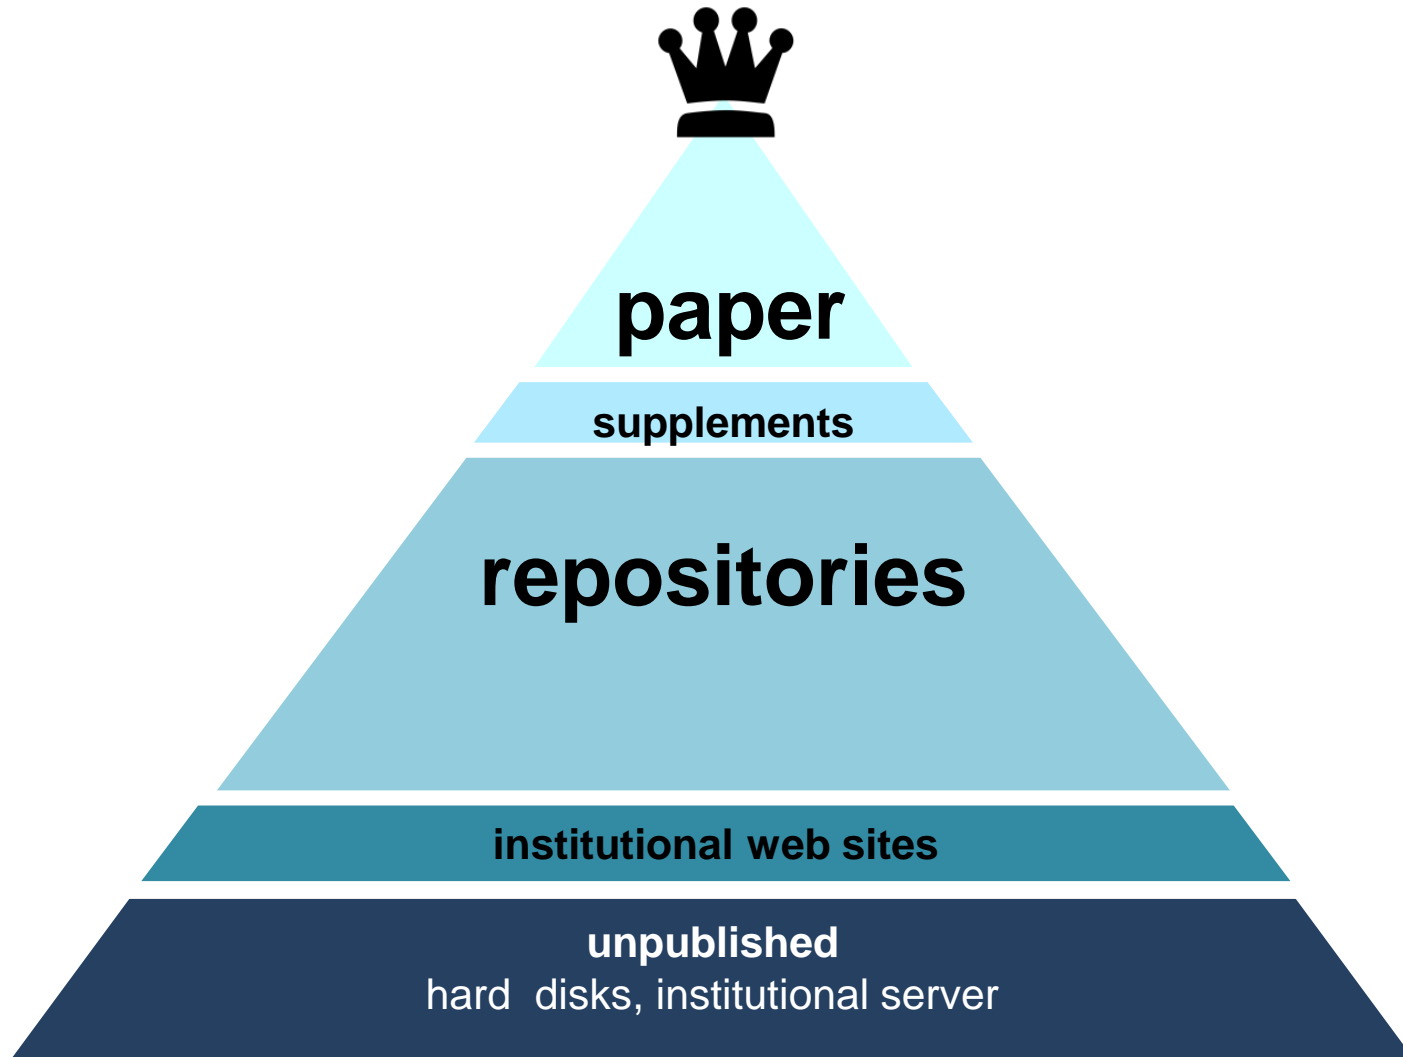 paper
supplements
repositories
institutional web sites
unpublished
hard disks, institutional server